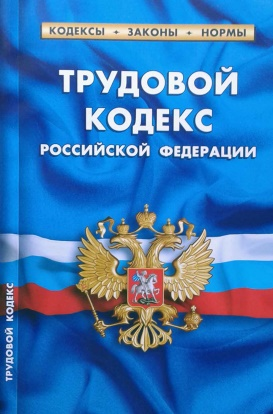 КОДЕКСЫ + ЗАКОНЫ + НОРМЫ
ТРУДОВОЙ
КОДЕКС
РОССИЙСКОЙ ФЕДЕРАЦИИ
ТРУДОВОЙ КОДЕКС